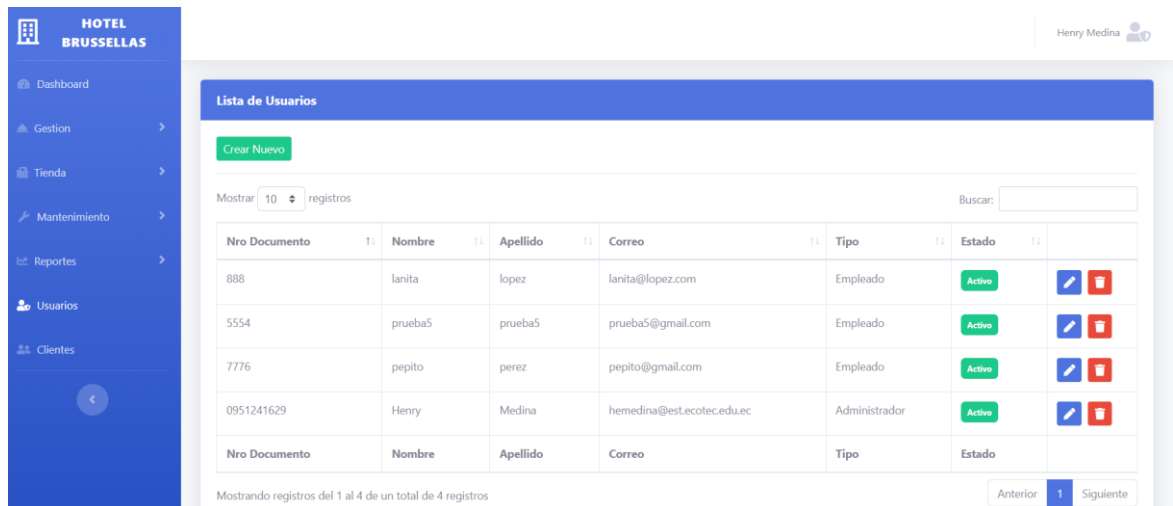 HOTEL
BRUSSELLAS
Henry Medina
Dashboard
Gestion
Tienda
Mantenimiento
Reportes
Usuarios
Clientes
Lista de Usuarios
Crear Nuevo
Mostrar 10 registros
Buscar:
Nro Documento Nombre Apellido Correo Tipo Estado
888 lanita lopez lanita@lopez.com Empleado Activo
5554 prueba5 prueba5 prueba5@gmail.com Empleado Activo
7776 pepito perez pepito@gmail.com Empleado Activo
0951241629 Henry Medina hemedina@est.ecotec.edu.ec Administrador Activo
Nro Documento Nombre Apellido Correo Tipo Estado
Mostrando registros del 1 al 4 de un total de 4 registros
Anterior 1 Siguiente